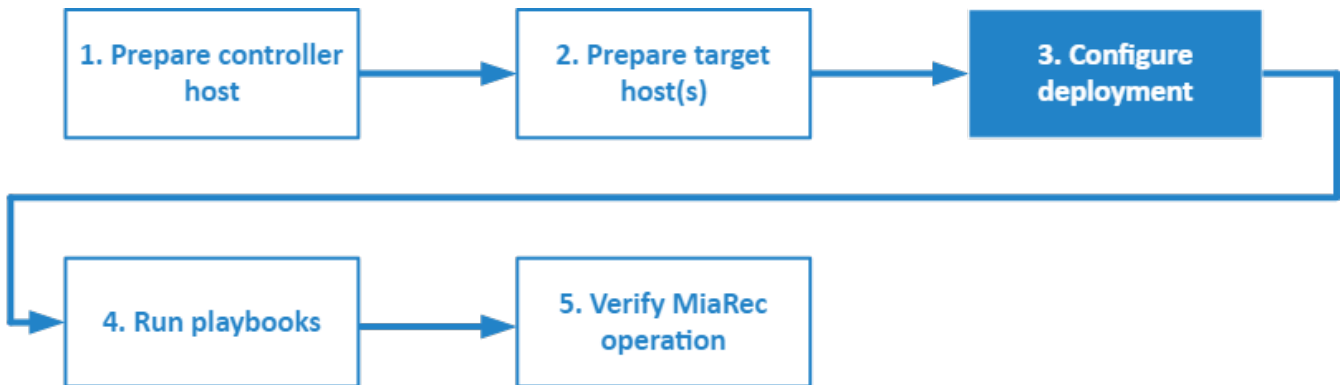 1. Prepare controller
host
2. Prepare target
host(s)
3. Configure
deployment
4. Run playbooks
5. Verify MiaRec
operation